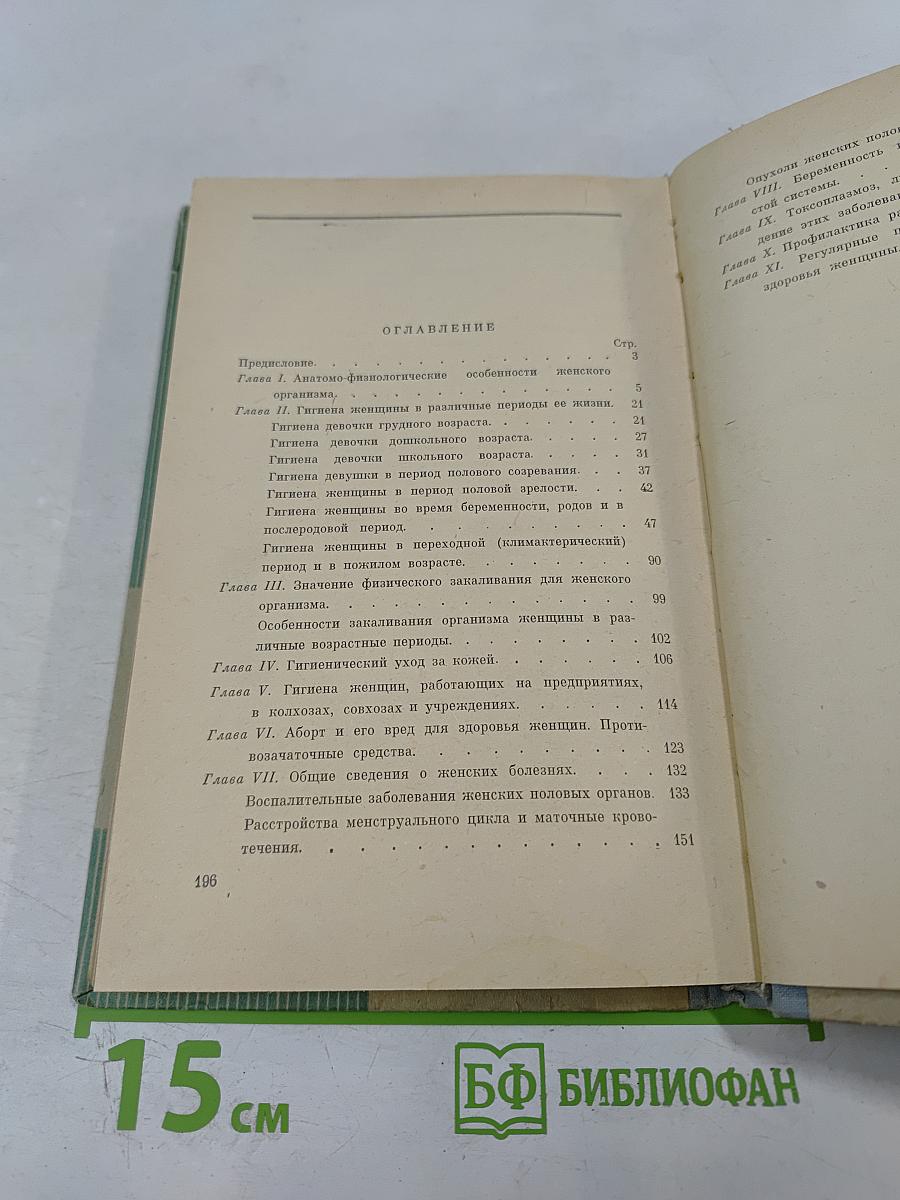 ОГЛАВЛЕНИЕ
Стр.
Предисловие. . . . . . . . . . . . . . 3
Глава I. Анатомо-физиологические особенности женского
организма. . . . . . . . . . . . . 5
Глава II. Гигиена женщины в различные периоды ее жизни. 21
Гигиена девочки грудного возраста. . . . . . . 21
Гигиена девочки дошкольного возраста. . . . . 27
Гигиена девочки школьного возраста. . . . . 31
Гигиена девушки в период полового созревания. . . 37
Гигиена женщины в период половой зрелости. . . 42
Гигиена женщины во время беременности, родов и в
послеродовой период. . . . . . . . . . 47
Гигиена женщины в переходной (климактерический)
период и в пожилом возрасте. . . . . . . 90
Глава III. Значение физического закаливания для женского
организма. . . . . . . . . . . . . 99
Особенности закаливания организма женщины в раз-
личные возрастные периоды. . . . . . . . . 102
Глава IV. Гигиенический уход за кожей. . . . . . . 106
Глава V. Гигиена женщин, работающих на предприятиях,
в колхозах, совхозах и учреждениях. . . . . . 114
Глава VI. Аборт и его вред для здоровья женщин. Проти-
возачаточные средства. . . . . . . . . . 123
Глава VII. Общие сведения о женских болезнях. . . . 132
Воспалительные заболевания женских половых органов. 133
Расстройства менструального цикла и маточные крово-
течения. . . . . . . . . . . . . . 151
196
Опухоли женских
Глава VIII. Беременность
стой системы. . .
Глава IX. Токсоплазмоз,
дение этих
Глава X. Профилактика
Глава XI. Регулярные
здоровья женщины.
15 см
БФ БИБЛИОФАН